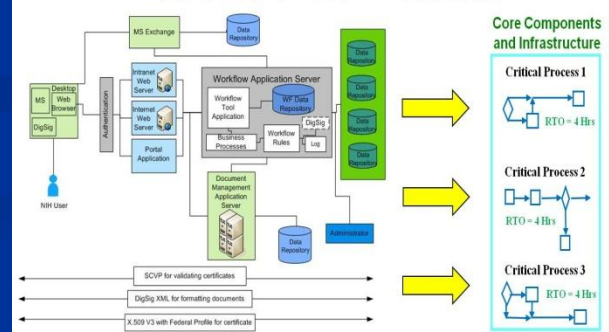 MS Exchange
Data
Repository
Desktop
MS
Web
Browser
DigSig
NIH User
Authentication
Intranet
Web
Server
Internet
Web
Server
Portal
Application
Workflow Application Server
Workflow
Tool
Application
WF Data
Repository
Business
Processes
Workflow
Rules
DigSig
Log
Document
Management
Application
Server
Data
Repository
Administrator
Data
Repository
Data
Repository
Data
Repository
Data
Repository
SCVP for validating certificates
DigSig XML for formatting documents
X.509 V3 with Federal Profile for certificate
Core Components
and Infrastructure
Critical Process 1
RTO = 4 Hrs
Critical Process 2
RTO = 4 Hrs
Critical Process 3
RTO = 4 Hrs